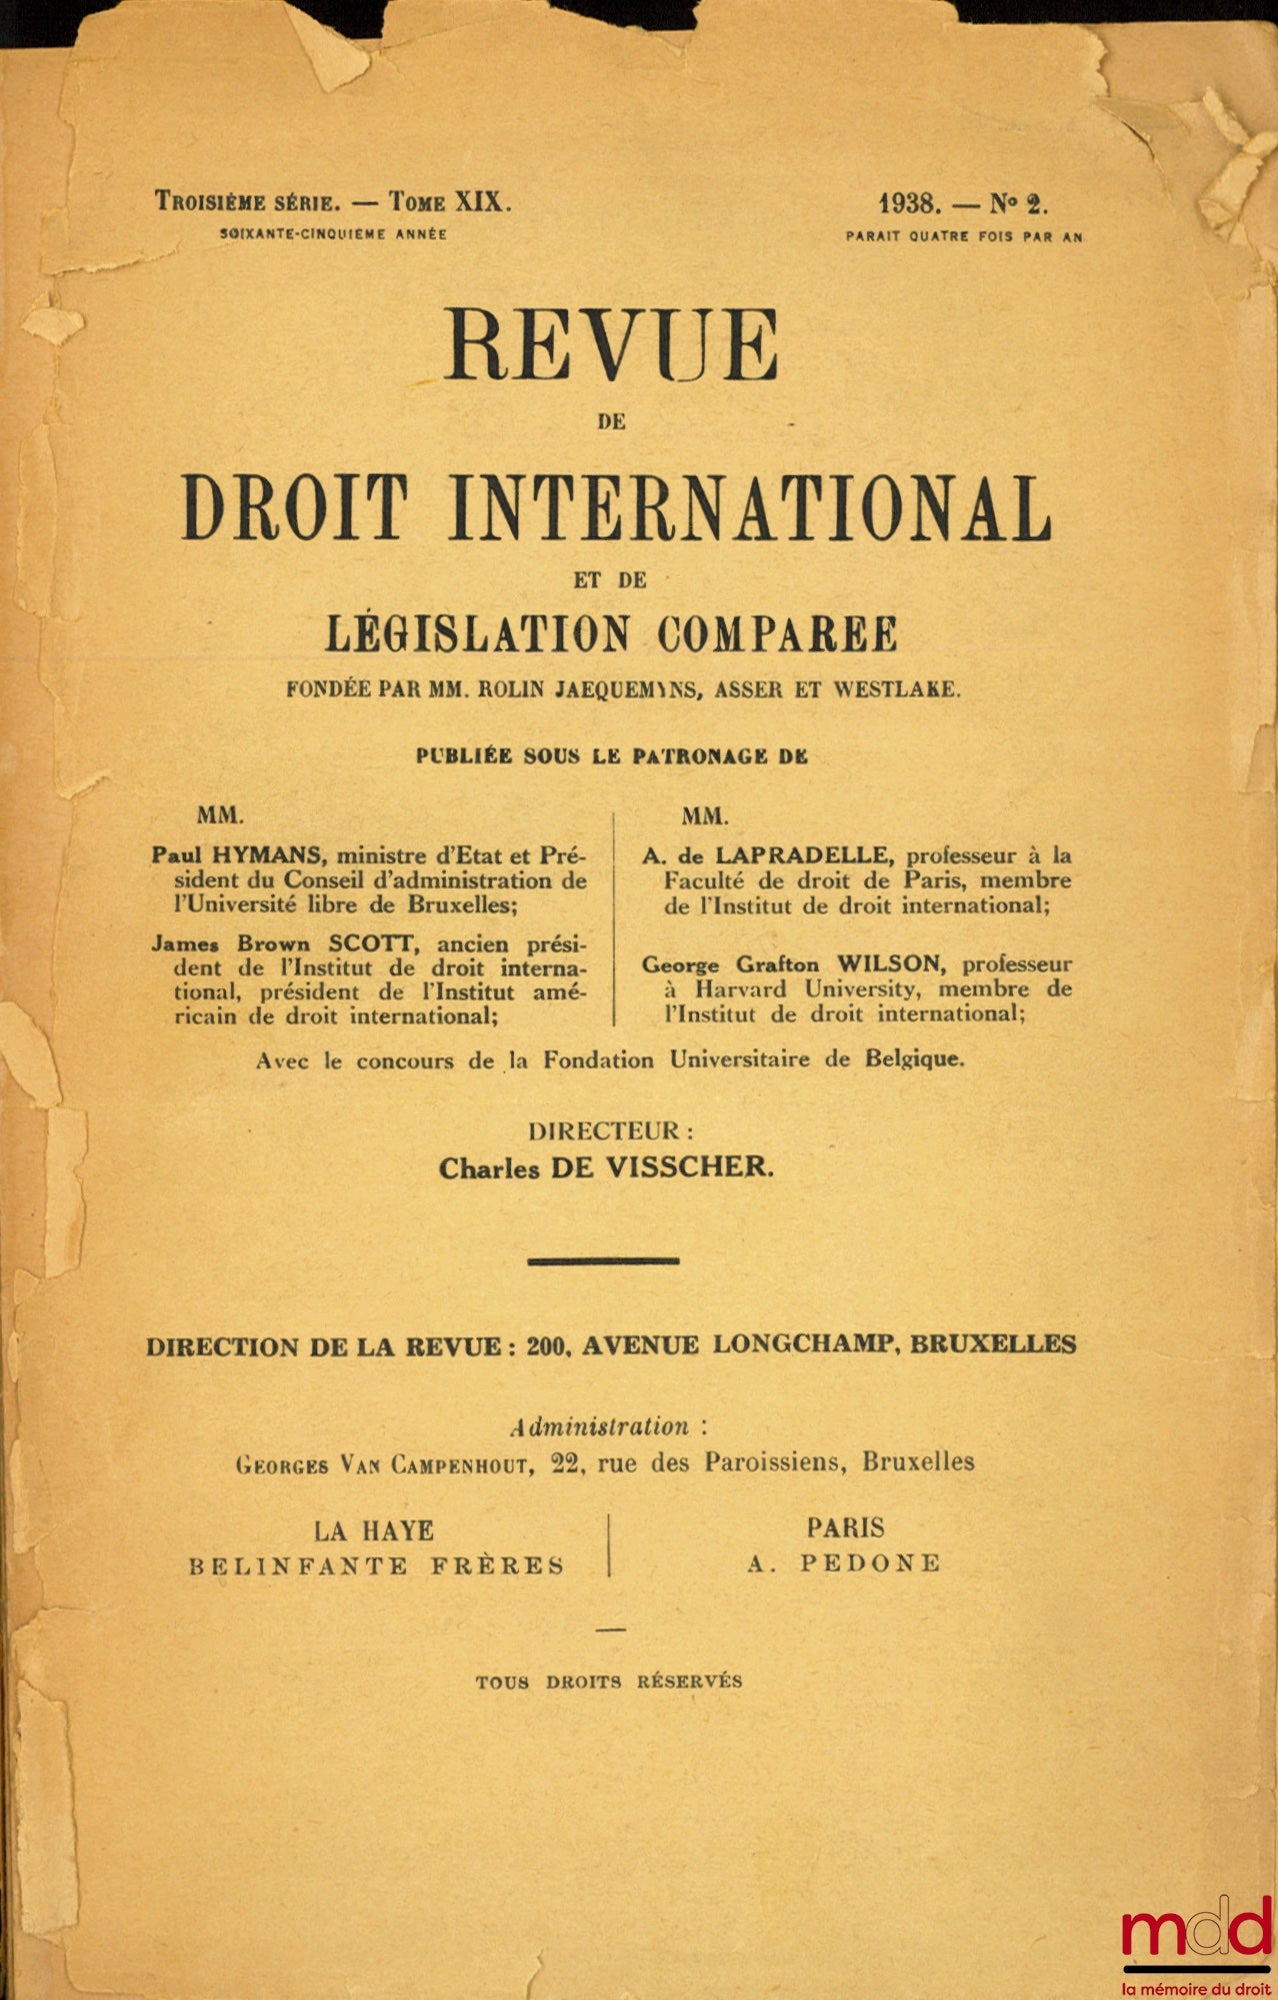 TROISIÈME SÉRIE. — TOME XIX.
SOIXANTE-CINQUIÈME ANNÉE
1938. — No 2.
PARAIT QUATRE FOIS PAR AN
REVUE
DE
DROIT INTERNATIONAL
ET DE
LÉGISLATION COMPAREE
FONDÉE PAR MM. ROLIN JAEQUEMYNS, ASSER ET WESTLAKE.
PUBLIÉE SOUS LE PATRONAGE DE
MM.
Paul HYMANS, ministre d'Etat et Pré-
sident du Conseil d'administration de
l'Université libre de Bruxelles;
James Brown SCOTT, ancien prési-
dent de l'Institut de droit interna-
tional, président de l'Institut amé-
ricain de droit international;
MM.
A. de LAPRADELLE, professeur à la
Faculté de droit de Paris, membre
de l'Institut de droit international;
George Grafton WILSON, professeur
à Harvard University, membre de
l'Institut de droit international;
Avec le concours de la Fondation Universitaire de Belgique.
DIRECTEUR :
Charles DE VISSCHER.
DIRECTION DE LA REVUE : 200, AVENUE LONGCHAMP, BRUXELLES
Administration :
GEORGES VAN CAMPENHOUT, 22, rue des Paroissiens, Bruxelles
LA HAYE
BELINFANTE FRÈRES
PARIS
A. PEDONE
TOUS DROITS RÉSERVÉS
mdd
la mémoire du droit